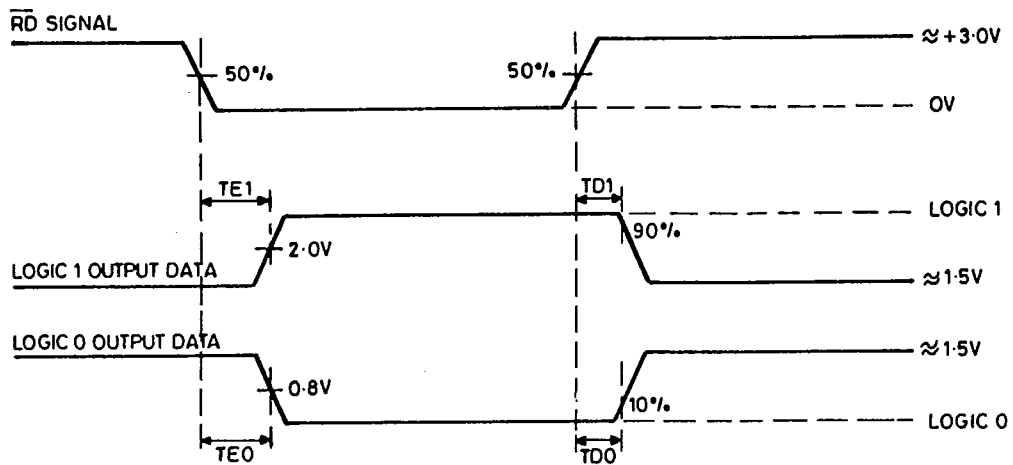 R̅D̅ SIGNAL
≈ +3·0V
50%
50%
0V
TE1
TD1
LOGIC 1
2·0V
90%
LOGIC 1 OUTPUT DATA
≈1·5V
LOGIC 0 OUTPUT DATA
≈1·5V
0·8V
10%
LOGIC 0
TE0
TD0